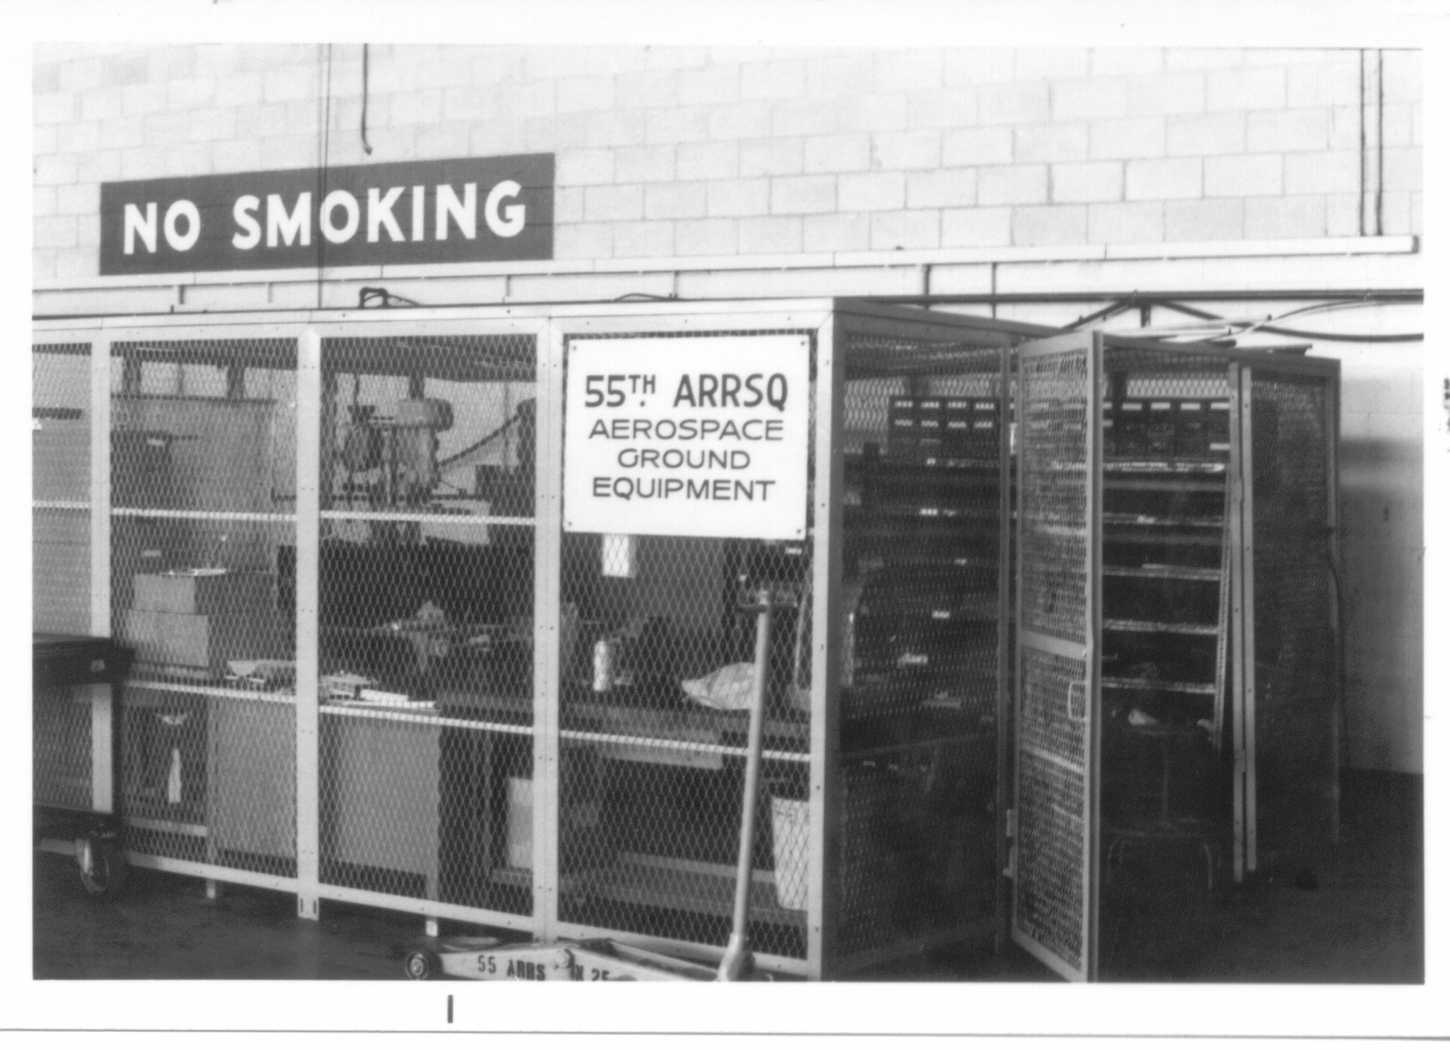 NO SMOKING
55TH ARRSQ
AEROSPACE
GROUND
EQUIPMENT
55 ARRS